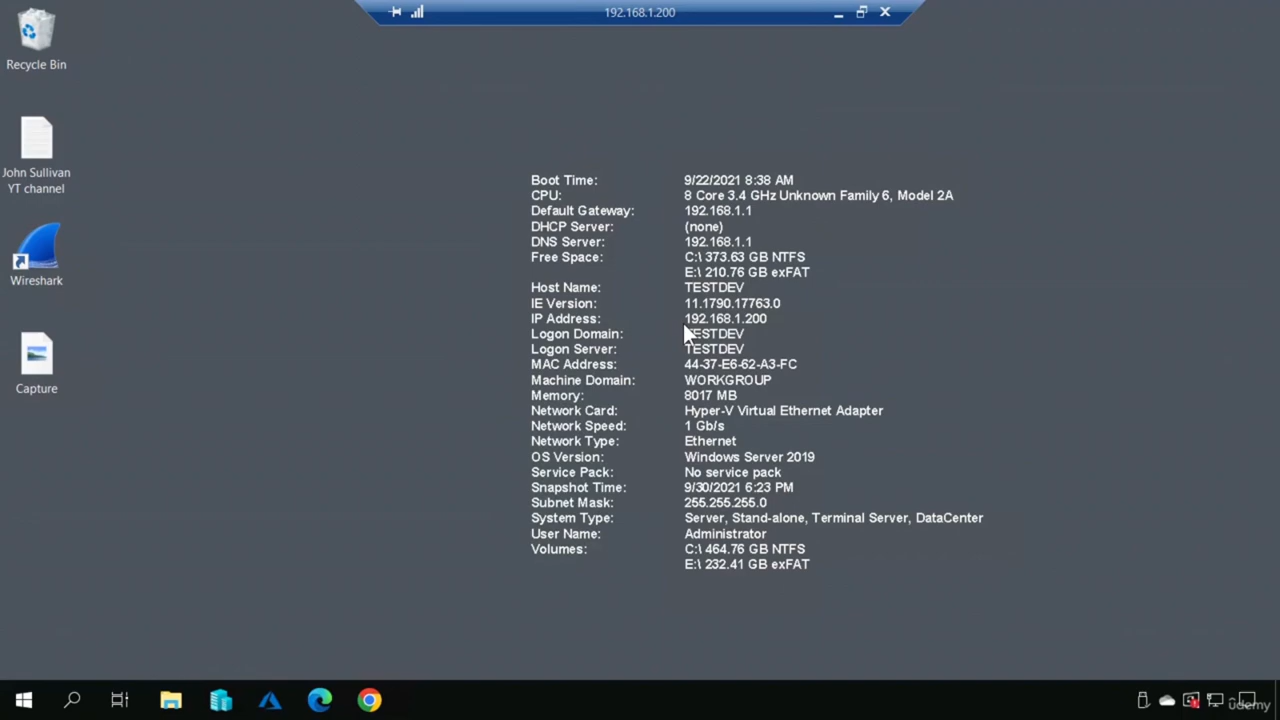 192.168.1.200
Recycle Bin
John Sullivan
YT channel
Wireshark
Capture
Boot Time: 9/22/2021 8:38 AM
CPU: 8 Core 3.4 GHz Unknown Family 6, Model 2A
Default Gateway: 192.168.1.1
DHCP Server: (none)
DNS Server: 192.168.1.1
Free Space: C:\ 373.63 GB NTFS
E:\ 210.76 GB exFAT
Host Name: TESTDEV
IE Version: 11.1790.17763.0
IP Address: 192.168.1.200
Logon Domain: TESTDEV
Logon Server: TESTDEV
MAC Address: 44-37-E6-62-A3-FC
Machine Domain: WORKGROUP
Memory: 8017 MB
Network Card: Hyper-V Virtual Ethernet Adapter
Network Speed: 1 Gb/s
Network Type: Ethernet
OS Version: Windows Server 2019
Service Pack: No service pack
Snapshot Time: 9/30/2021 6:23 PM
Subnet Mask: 255.255.255.0
System Type: Server, Stand-alone, Terminal Server, DataCenter
User Name: Administrator
Volumes: C:\ 464.76 GB NTFS
E:\ 232.41 GB exFAT
udemy